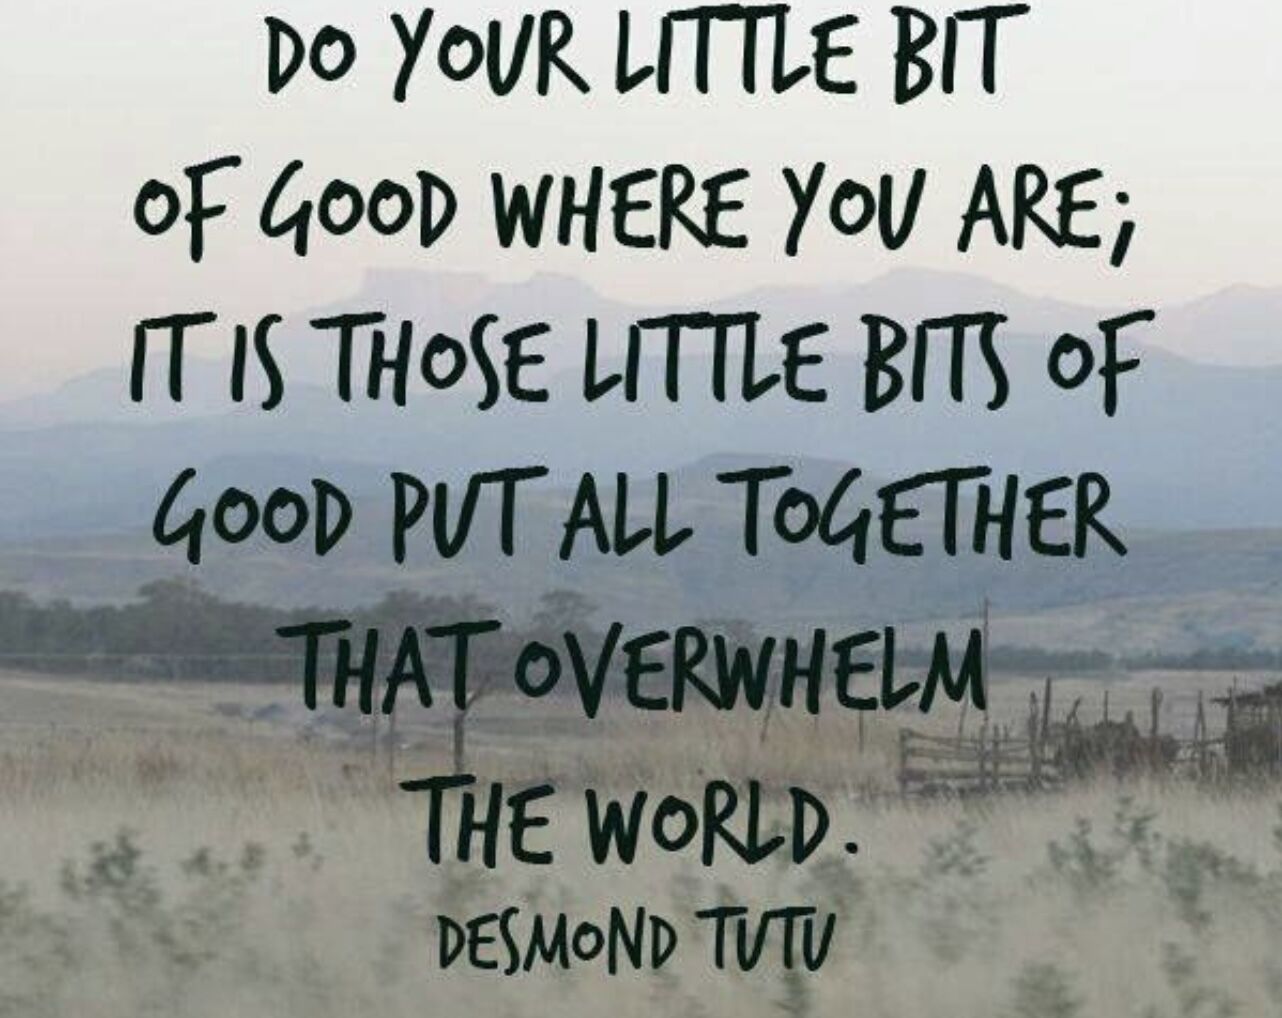 DO YOUR LITTLE BIT
OF GOOD WHERE YOU ARE;
IT IS THOSE LITTLE BITS OF
GOOD PUT ALL TOGETHER
THAT OVERWHELM
THE WORLD.
DESMOND TUTU